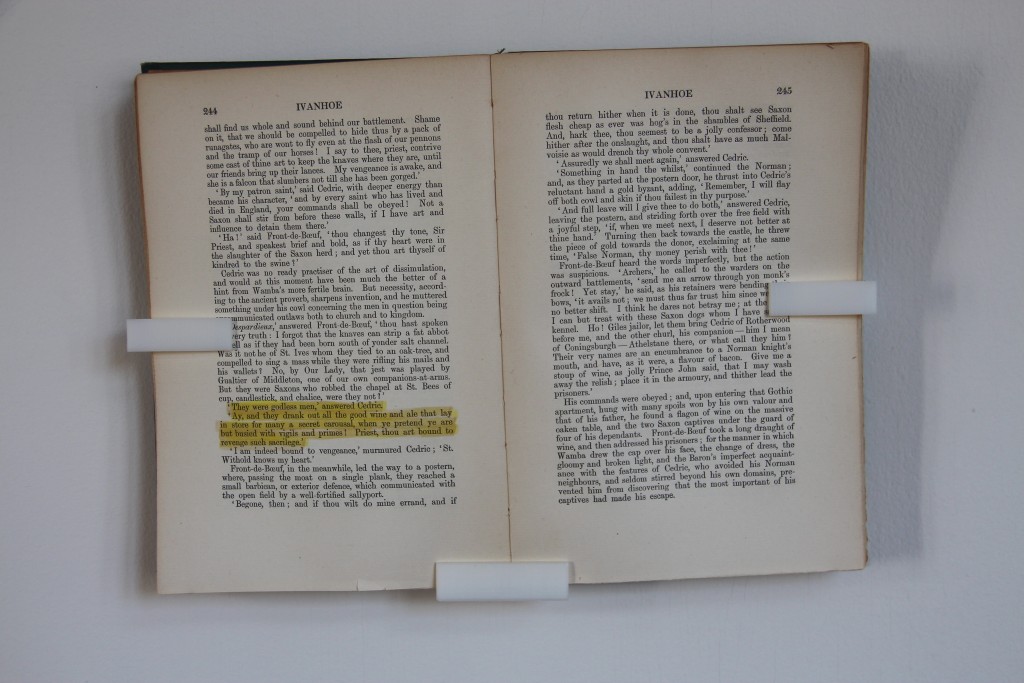 244
IVANHOE
shall find us whole and sound behind our battlement. Shame
on it, that we should be compelled to hide thus by a pack of
runagates, who are wont to fly even at the flash of our pennons
and the tramp of our horses! I say to thee, priest, contrive
some cast of thine art to keep the knaves where they are, until
our friends bring up their lances. My vengeance is awake, and
she is a falcon that slumbers not till she has been gorged.'
'By my patron saint,' said Cedric, with deeper energy than
became his character, 'and by every saint who has lived and
died in England, your commands shall be obeyed! Not a
Saxon shall stir from before these walls, if I have art and
influence to detain them there.'
'Ha!' said Front-de-Bœuf, 'thou changest thy tone, Sir
Priest, and speakest brief and bold, as if thy heart were in
the slaughter of the Saxon herd; and yet thou art thyself of
kindred to the swine!'
Cedric was no ready practiser of the art of dissimulation,
and would at this moment have been much the better of a
hint from Wamba's more fertile brain. But necessity, accord-
ing to the ancient proverb, sharpens invention, and he muttered
something under his cowl concerning the men in question being
municated outlaws both to church and to kingdom.
espardieux,' answered Front-de-Bœuf, 'thou hast spoken
very truth: I forgot that the knaves can strip a fat abbot
ell as if they had been born south of yonder salt channel.
Was it not he of St. Ives whom they tied to an oak-tree, and
compelled to sing a mass while they were rifling his mails and
his wallets? No, by Our Lady, that jest was played by
Gualtier of Middleton, one of our own companions-at-arms.
But they were Saxons who robbed the chapel at St. Bees of
cup, candlestick, and chalice, were they not?'
'They were godless men,' answered Cedric.
'Ay, and they drank out all the good wine and ale that lay
in store for many a secret carousal, when ye pretend ye are
but busied with vigils and primes! Priest, thou art bound to
revenge such sacrilege.'
'I am indeed bound to vengeance,' murmured Cedric; 'St.
Withold knows my heart.'
Front-de-Bœuf, in the meanwhile, led the way to a postern,
where, passing the moat on a single plank, they reached a
small barbican, or exterior defence, which communicated with
the open field by a well-fortified sallyport.
'Begone, then; and if thou wilt do mine errand, and if
IVANHOE
245
thou return hither when it is done, thou shalt see Saxon
flesh cheap as ever was hog's in the shambles of Sheffield.
And, hark thee, thou seemest to be a jolly confessor; come
hither after the onslaught, and thou shalt have as much Mal-
voisie as would drench thy whole convent.'
'Assuredly we shall meet again,' answered Cedric.
'Something in hand the whilst,' continued the Norman;
and, as they parted at the postern door, he thrust into Cedric's
reluctant hand a gold byzant, adding, 'Remember, I will flay
off both cowl and skin if thou failest in thy purpose.'
'And full leave will I give thee to do both,' answered Cedric,
leaving the postern, and striding forth over the free field with
a joyful step, 'if, when we meet next, I deserve not better at
thine hand.' Turning then back towards the castle, he threw
the piece of gold towards the donor, exclaiming at the same
time, 'False Norman, thy money perish with thee!'
Front-de-Bœuf heard the words imperfectly, but the action
was suspicious. 'Archers,' he called to the warders on the
outward battlements, 'send me an arrow through yon monk's
frock! Yet stay,' he said, as his retainers were bending
bows, 'it avails not; we must thus far trust him since w
no better shift. I think he dares not betray me; at the
I can but treat with these Saxon dogs whom I have s
kennel. Ho! Giles jailor, let them bring Cedric of Rotherwood
before me, and the other churl, his companion — him I mean
of Coningsburgh — Athelstane there, or what call they him?
Their very names are an encumbrance to a Norman knight's
mouth, and have, as it were, a flavour of bacon. Give me a
stoup of wine, as jolly Prince John said, that I may wash
away the relish; place it in the armoury, and thither lead the
prisoners.'
His commands were obeyed; and, upon entering that Gothic
apartment, hung with many spoils won by his own valour and
that of his father, he found a flagon of wine on the massive
oaken table, and the two Saxon captives under the guard of
four of his dependants. Front-de-Bœuf took a long draught of
wine, and then addressed his prisoners; for the manner in which
Wamba drew the cap over his face, the change of dress, the
gloomy and broken light, and the Baron's imperfect acquaint-
ance with the features of Cedric, who avoided his Norman
neighbours, and seldom stirred beyond his own domains, pre-
vented him from discovering that the most important of his
captives had made his escape.